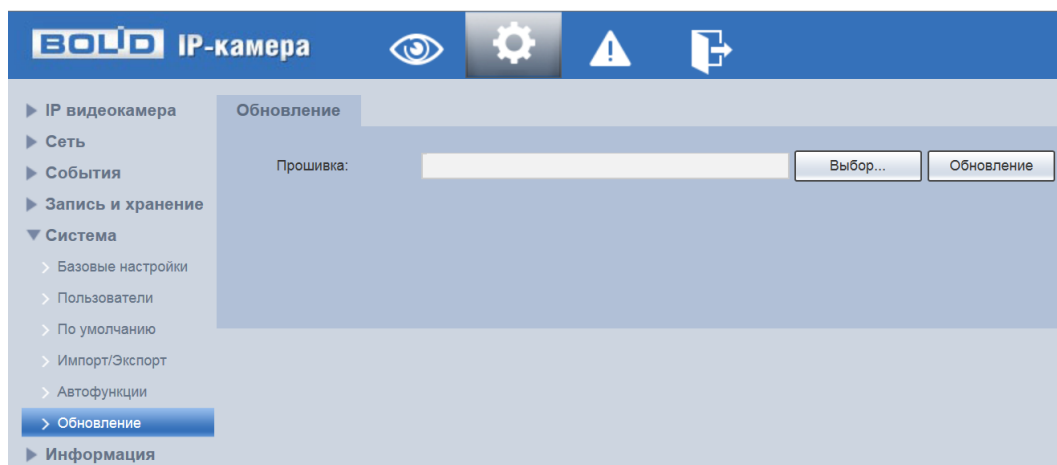 BOLID IP-камера
IP видеокамера
Сеть
События
Запись и хранение
Система
Базовые настройки
Пользователи
По умолчанию
Импорт/Экспорт
Автофункции
Обновление
Информация
Обновление
Прошивка: Выбор... Обновление